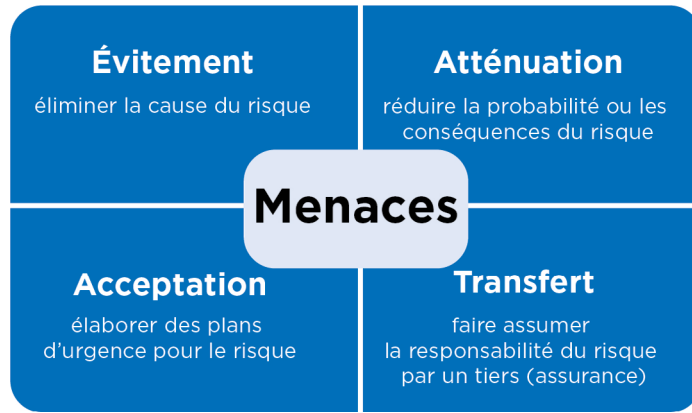 Évitement
éliminer la cause du risque
Atténuation
réduire la probabilité ou les
conséquences du risque
Menaces
Acceptation
élaborer des plans
d’urgence pour le risque
Transfert
faire assumer
la responsabilité du risque
par un tiers (assurance)